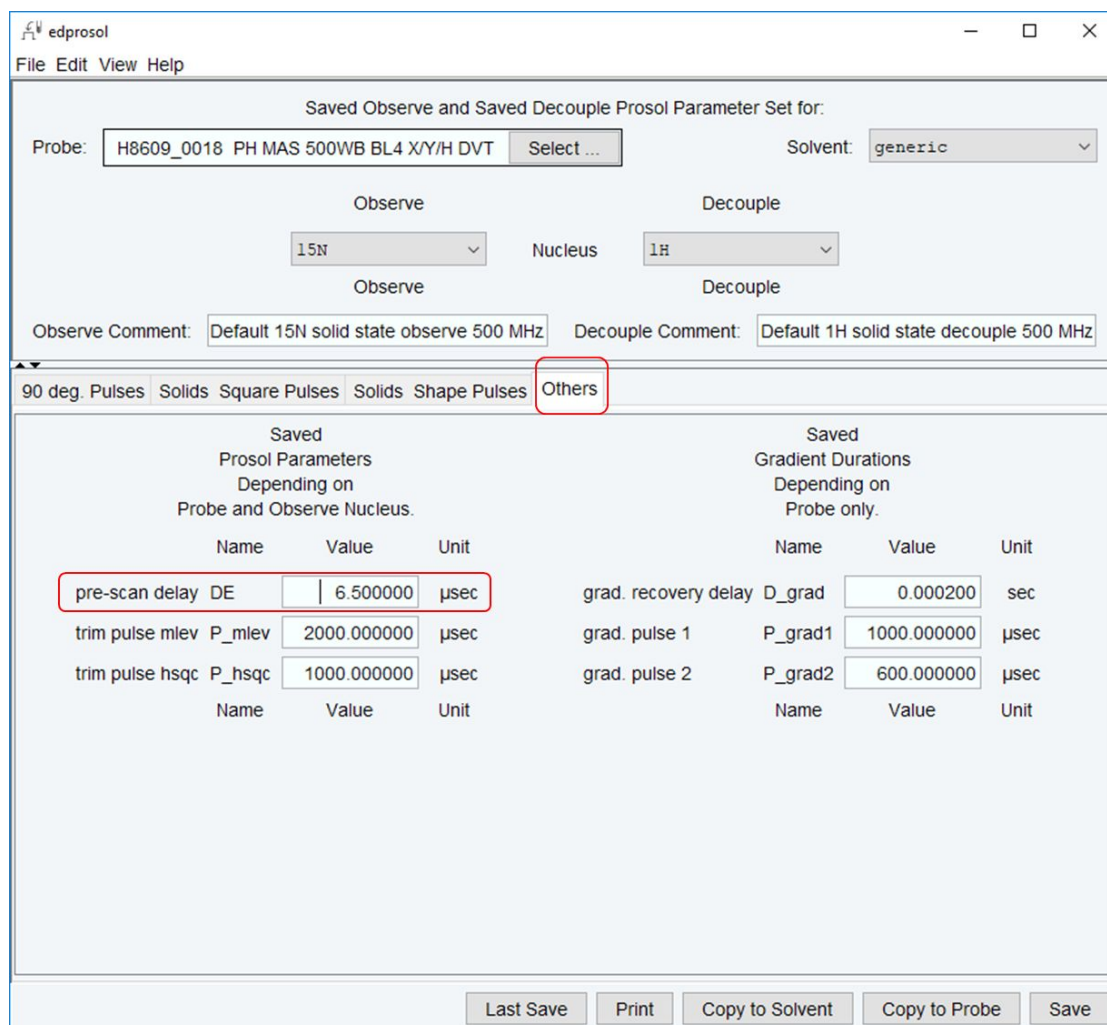 edprosol
File Edit View Help
Saved Observe and Saved Decouple Prosol Parameter Set for:
Probe: H8609_0018 PH MAS 500WB BL4 X/Y/H DVT Select ... Solvent: generic
Observe Decouple
15N Nucleus 1H
Observe Decouple
Observe Comment: Default 15N solid state observe 500 MHz Decouple Comment: Default 1H solid state decouple 500 MHz
90 deg. Pulses Solids Square Pulses Solids Shape Pulses Others
Saved Saved
Prosol Parameters Gradient Durations
Depending on Depending on
Probe and Observe Nucleus. Probe only.
Name Value Unit Name Value Unit
pre-scan delay DE 6.500000 µsec grad. recovery delay D_grad 0.000200 sec
trim pulse mlev P_mlev 2000.000000 µsec grad. pulse 1 P_grad1 1000.000000 µsec
trim pulse hsqc P_hsqc 1000.000000 µsec grad. pulse 2 P_grad2 600.000000 µsec
Name Value Unit Name Value Unit
Last Save Print Copy to Solvent Copy to Probe Save